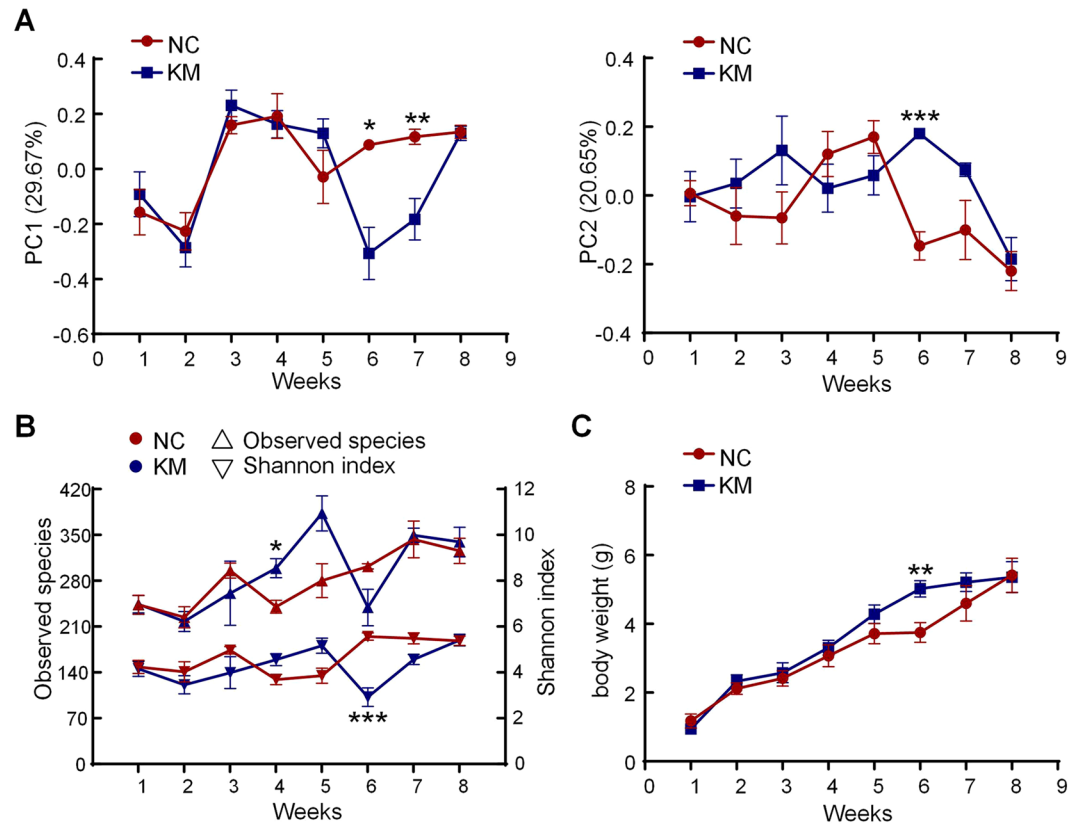 A
NC
KM
PC1 (29.67%)
0.4
0.2
0.0
-0.2
-0.4
-0.6
* **
0 1 2 3 4 5 6 7 8 9
Weeks
NC
KM
PC2 (20.65%)
0.4
0.2
0.0
-0.2
-0.4
***
0 1 2 3 4 5 6 7 8 9
Weeks
B
NC Observed species
KM Shannon index
Observed species
420
350
280
210
140
70
0
*
***
12
10
8
6
4
2
0
Shannon index
1 2 3 4 5 6 7 8
Weeks
C
NC
KM
body weight (g)
8
6
4
2
0
**
0 1 2 3 4 5 6 7 8 9
Weeks